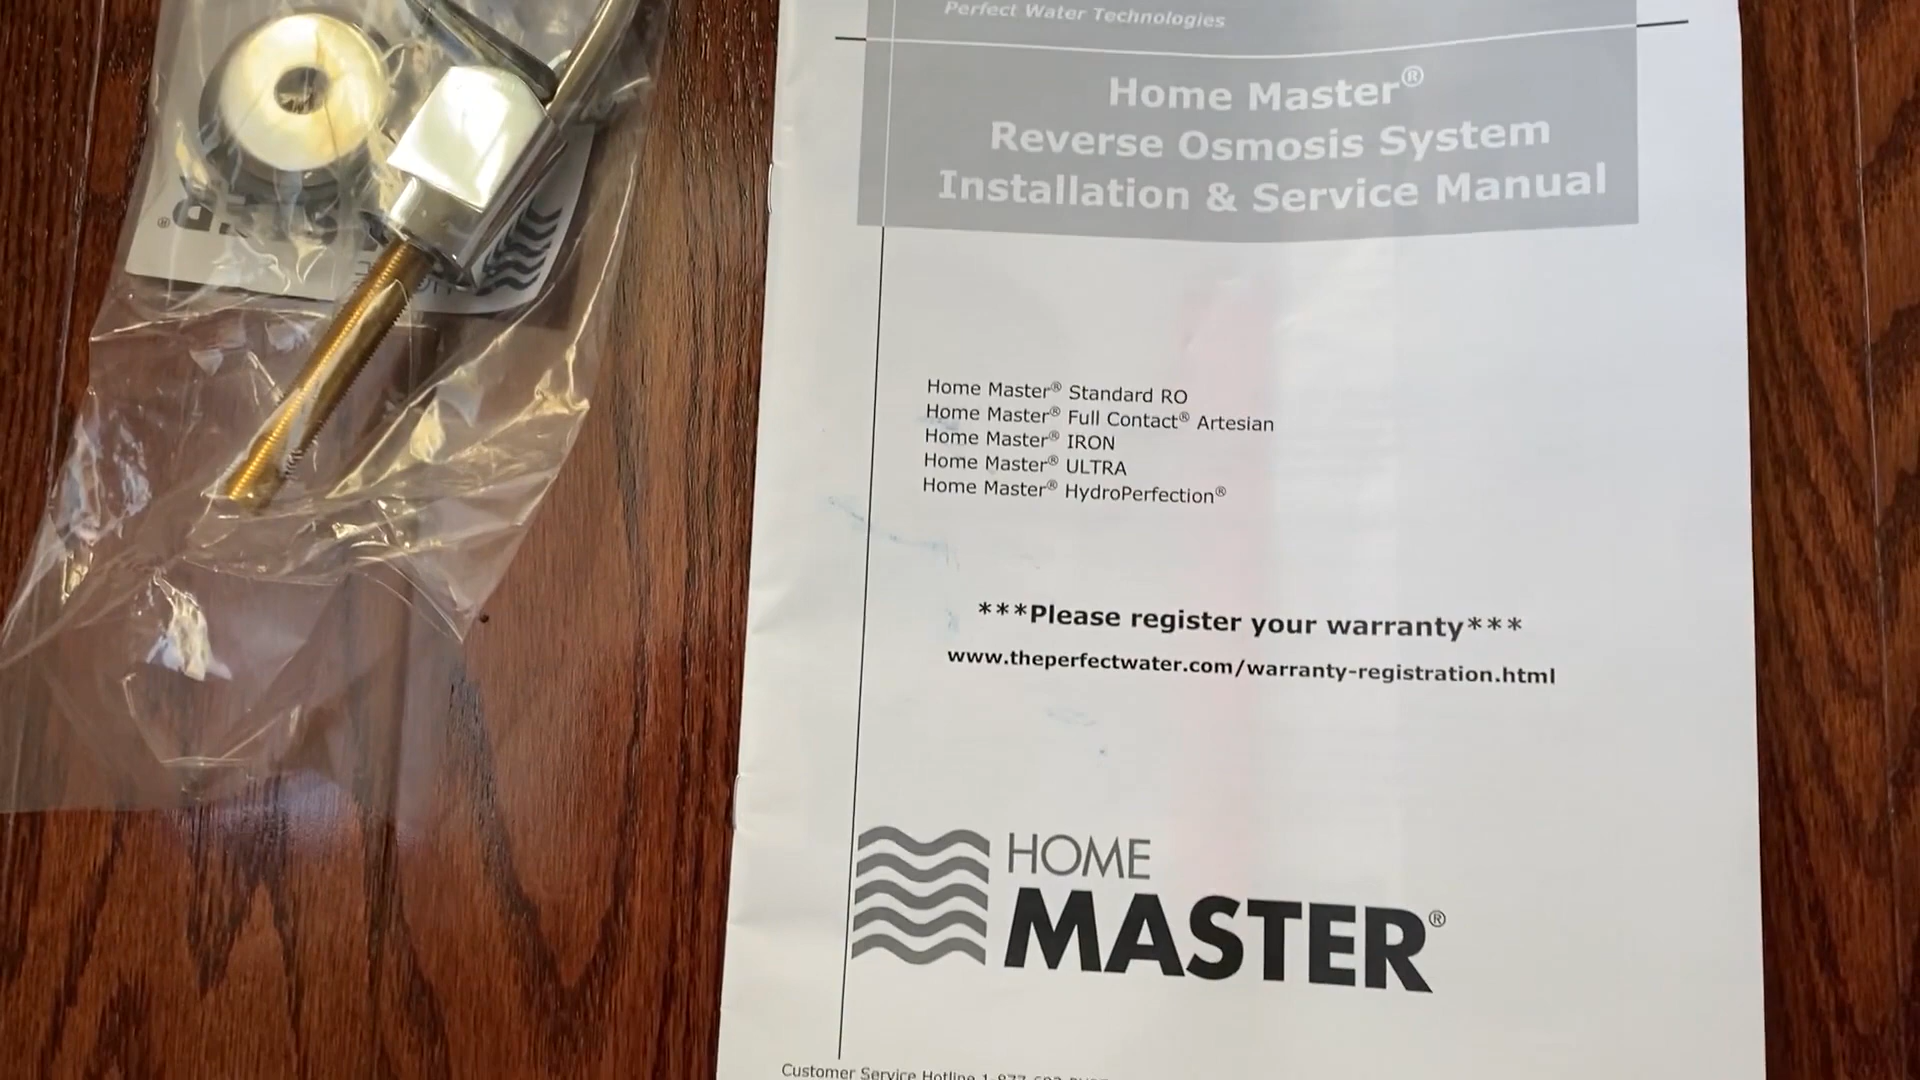 Perfect Water Technologies
Home Master®
Reverse Osmosis System
Installation & Service Manual
Home Master® Standard RO
Home Master® Full Contact® Artesian
Home Master® IRON
Home Master® ULTRA
Home Master® HydroPerfection®
***Please register your warranty***
www.theperfectwater.com/warranty-registration.html
HOME
MASTER®
Customer Service Hotline